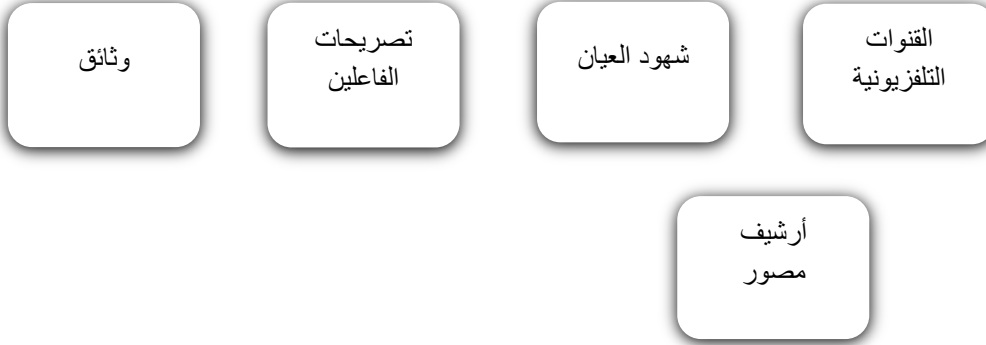 القنوات
التلفزيونية
شهود العيان
تصريحات
الفاعلين
وثائق
أرشيف
مصور